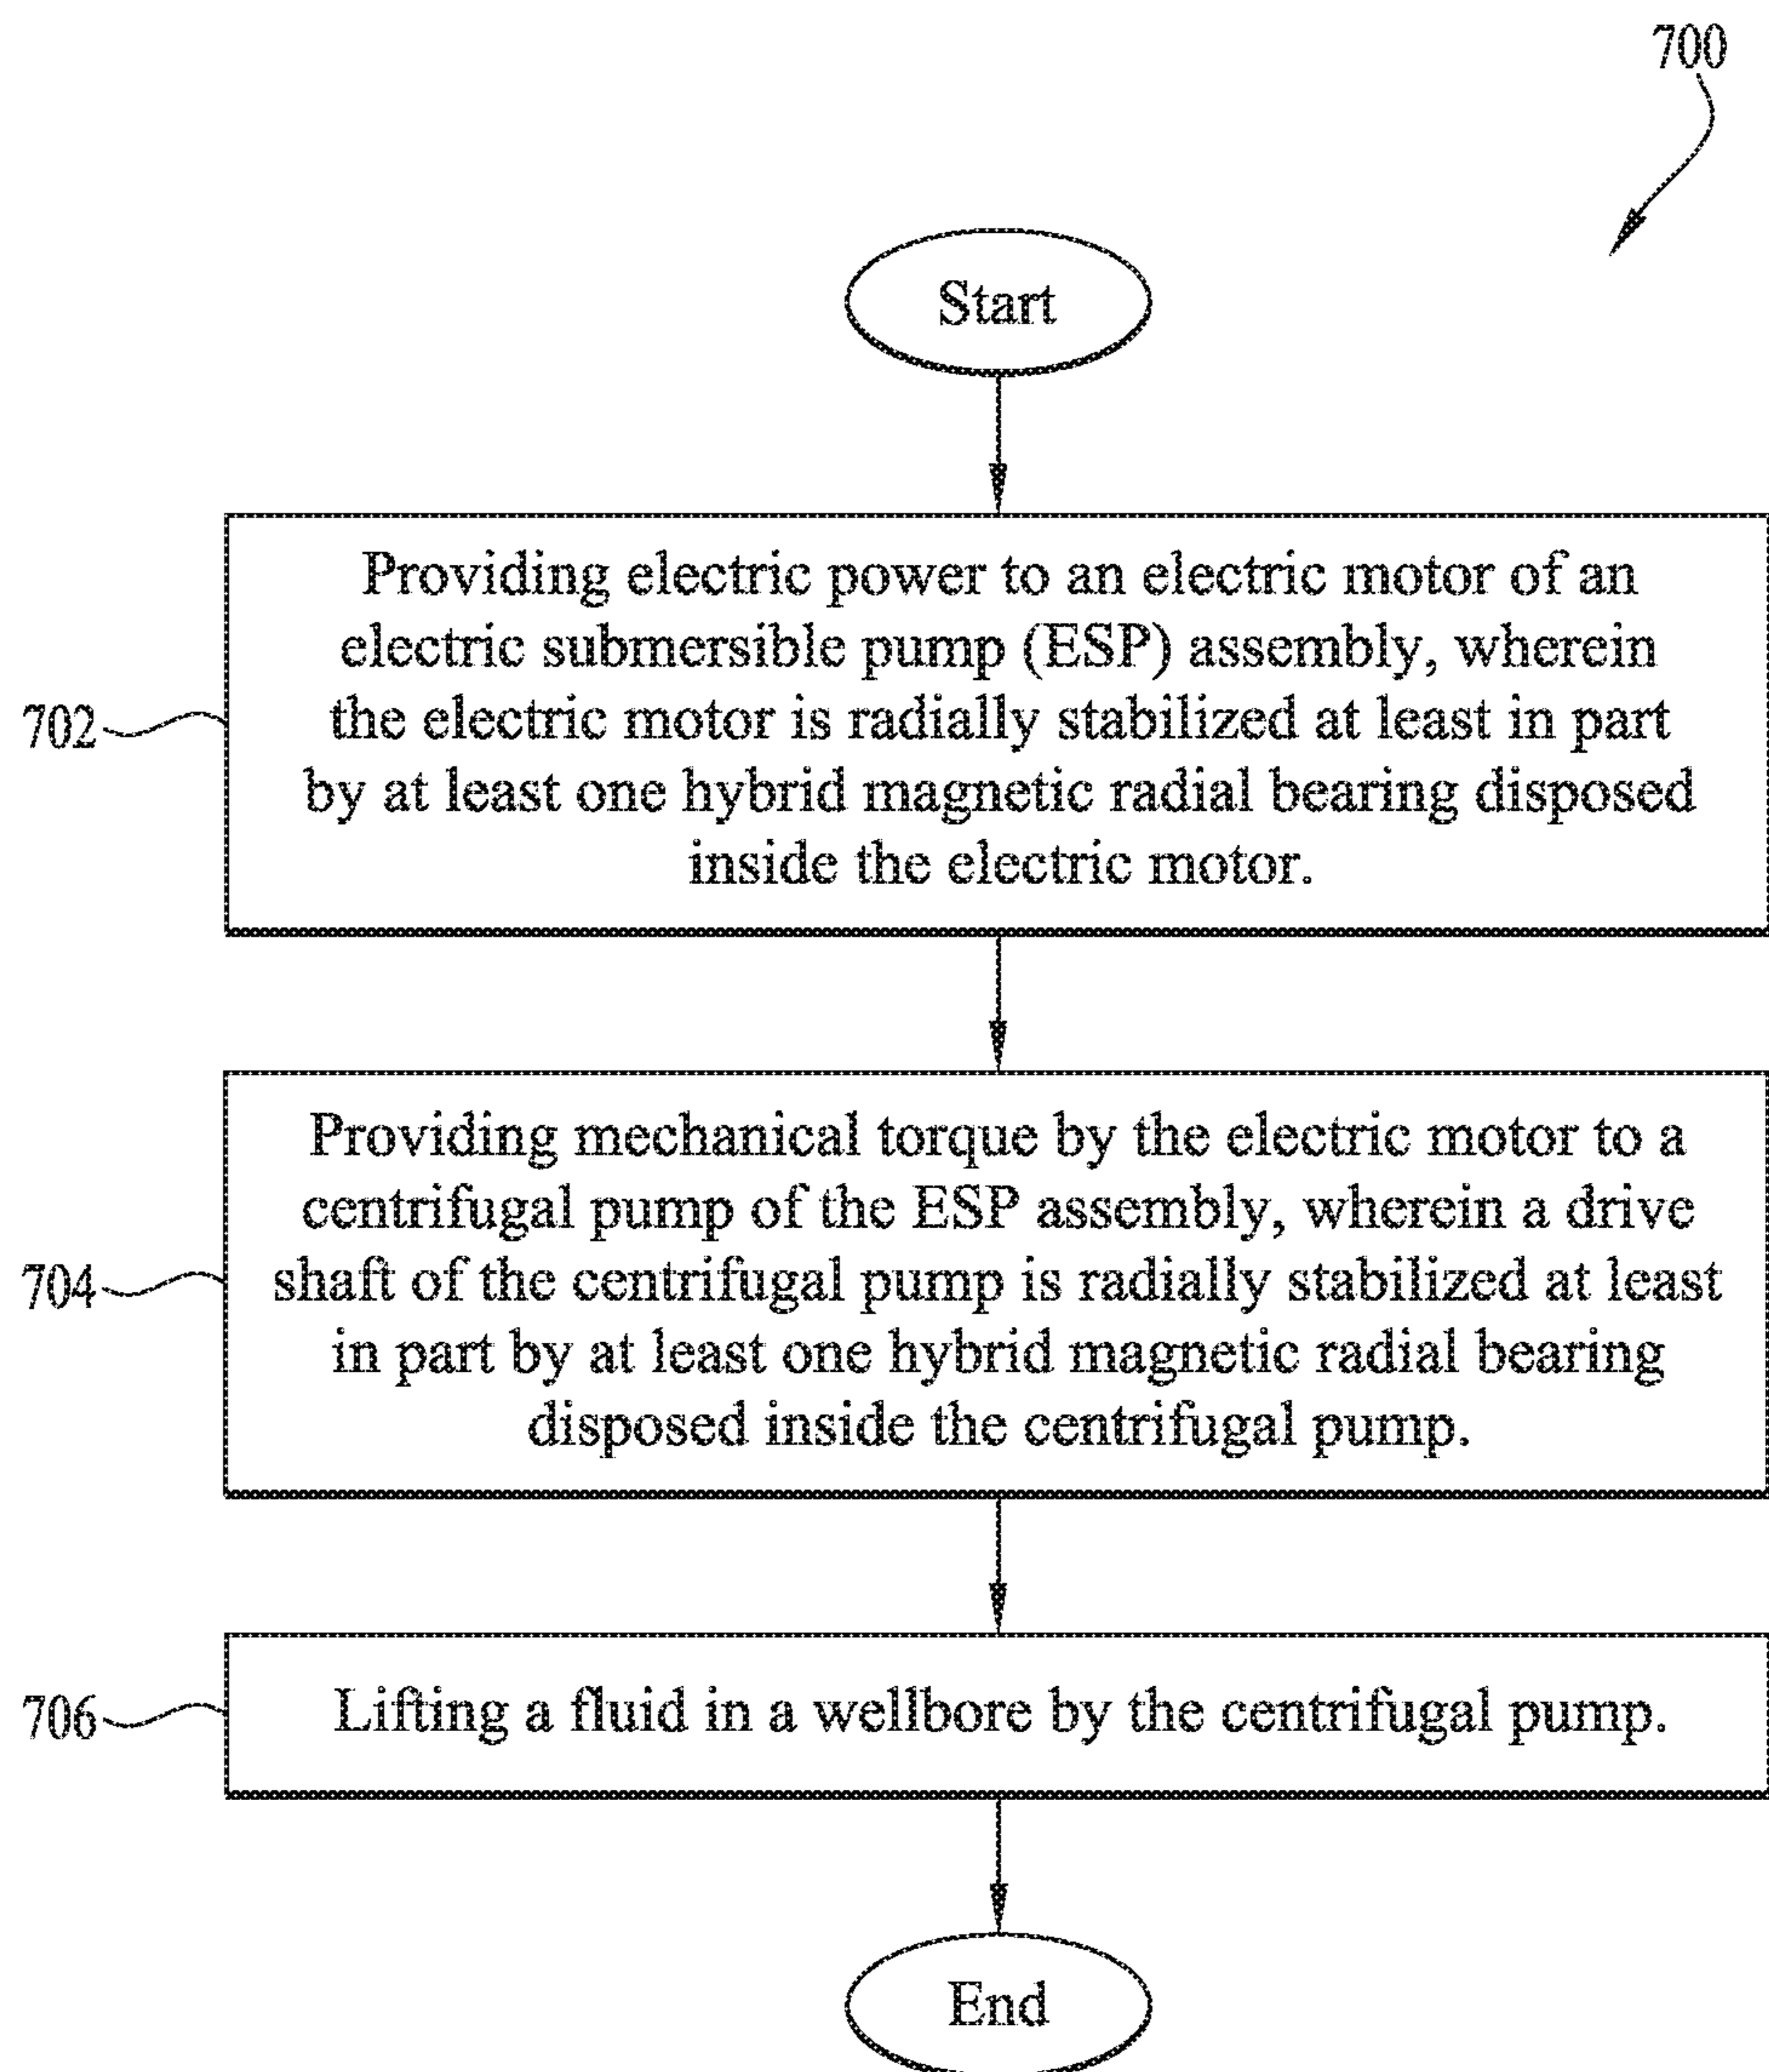 700
Start
702
Providing electric power to an electric motor of an
electric submersible pump (ESP) assembly, wherein
the electric motor is radially stabilized at least in part
by at least one hybrid magnetic radial bearing disposed
inside the electric motor.
704
Providing mechanical torque by the electric motor to a
centrifugal pump of the ESP assembly, wherein a drive
shaft of the centrifugal pump is radially stabilized at least
in part by at least one hybrid magnetic radial bearing
disposed inside the centrifugal pump.
706
Lifting a fluid in a wellbore by the centrifugal pump.
End